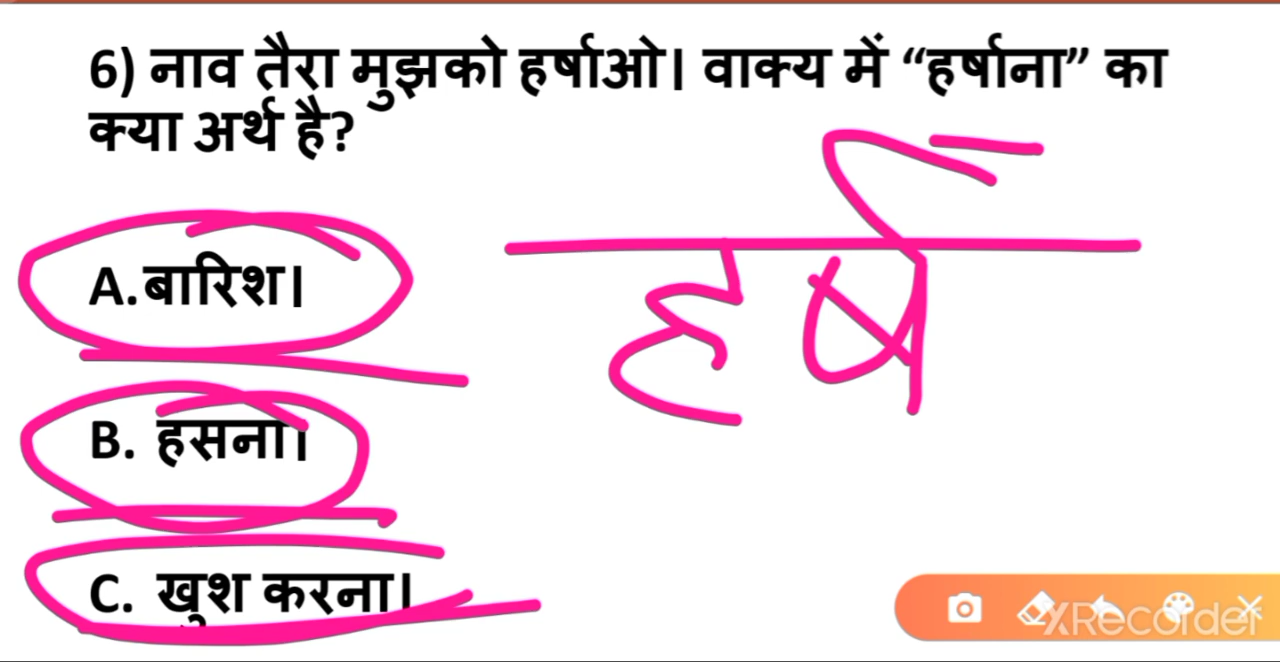 6) नाव तैरा मुझको हर्षाओ। वाक्य में “हर्षाना” का
क्या अर्थ है?
हर्ष
A.बारिश।
B. हसना।
C. खुश करना।
XRecorder